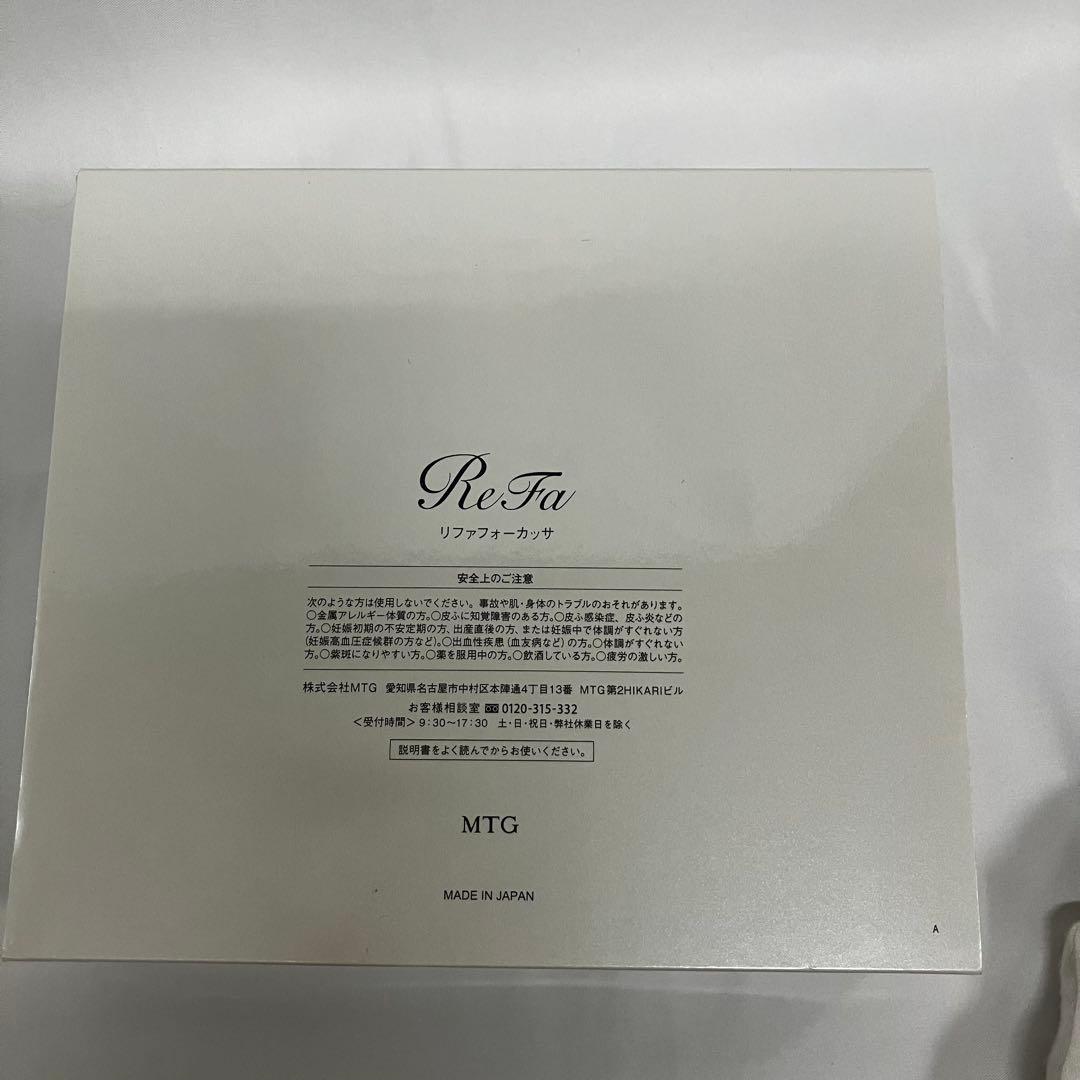 ReFa
リファフォーカッサ
安全上のご注意
次のような方は使用しないでください。事故や肌・身体のトラブルのおそれがあります。
○金属アレルギー体質の方。○皮ふに知覚障害のある方。○皮ふ感染症、皮ふ炎などの
方。○妊娠初期の不安定期の方、出産直後の方、または妊娠中で体調がすぐれない方
(妊娠高血圧症候群の方など)。○出血性疾患(血友病など)の方。○体調がすぐれない
方。○紫斑になりやすい方。○薬を服用中の方。○飲酒している方。○疲労の激しい方。
株式会社MTG 愛知県名古屋市中村区本陣通4丁目13番 MTG第2HIKARIビル
お客様相談室 0120-315-332
<受付時間>9:30〜17:30 土・日・祝日・弊社休業日を除く
説明書をよく読んでからお使いください。
MTG
MADE IN JAPAN
A